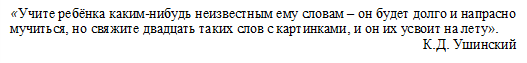 «Учите ребёнка каким-нибудь неизвестным ему словам – он будет долго и напрасно
мучиться, но свяжите двадцать таких слов с картинками, и он их усвоит на лету».
К.Д. Ушинский